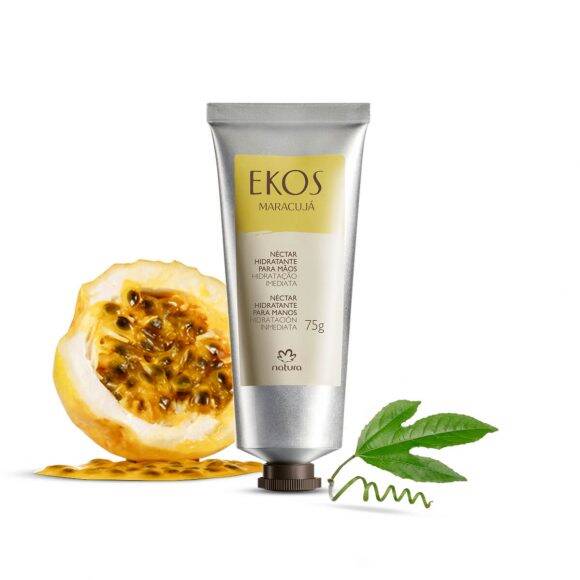 EKOS
MARACUJÁ
NÉCTAR
HIDRATANTE
PARA MÃOS
HIDRATAÇÃO
IMEDIATA
NÉCTAR
HIDRATANTE
PARA MANOS
HIDRATACIÓN
INMEDIATA
75g
natura